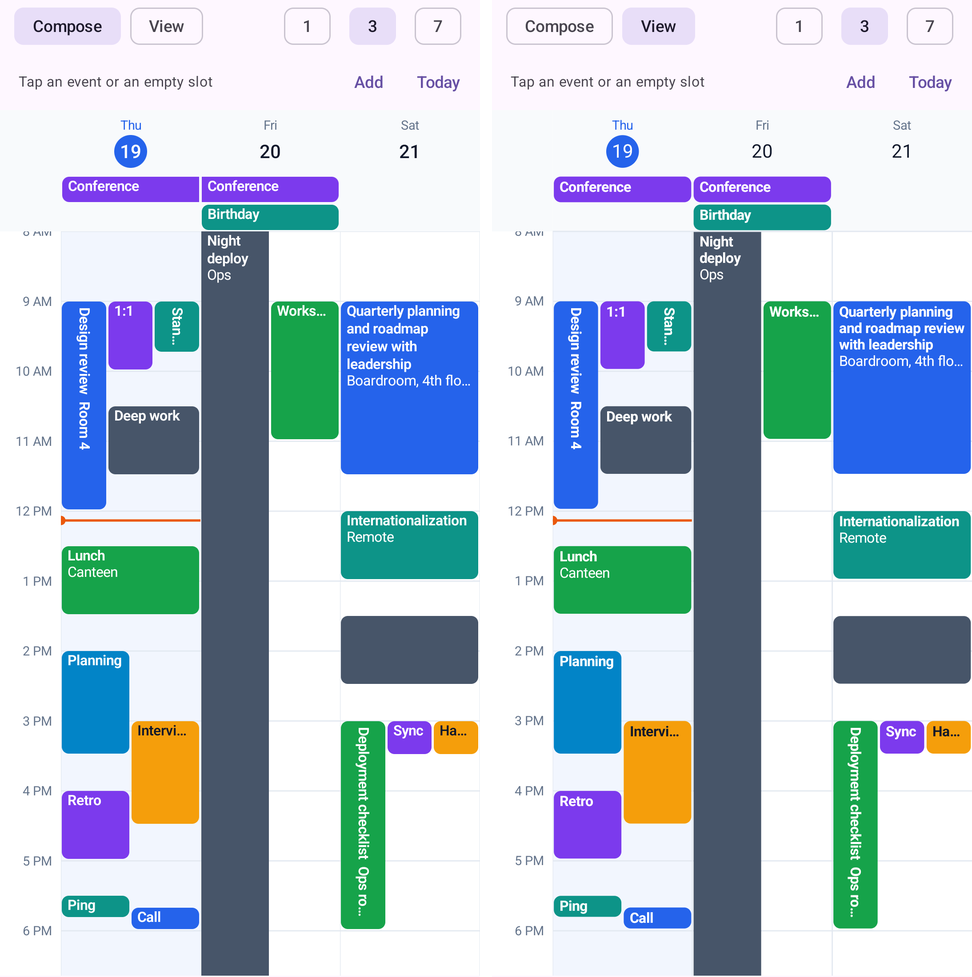 Compose View 1 3 7
Tap an event or an empty slot Add Today
Thu Fri Sat
19 20 21
Conference Conference
Birthday
8 AM
Night
deploy
Ops
9 AM
Design review Room 4
1:1
Stan...
Works...
Quarterly planning
and roadmap
review with
leadership
Boardroom, 4th flo...
10 AM
Deep work
11 AM
12 PM
Internationalization
Remote
Lunch
Canteen
1 PM
2 PM
Planning
3 PM
Intervi...
Deployment checklist Ops ro...
Sync
Ha...
4 PM
Retro
5 PM
Ping
Call
6 PM
Compose View 1 3 7
Tap an event or an empty slot Add Today
Thu Fri Sat
19 20 21
Conference Conference
Birthday
8 AM
Night
deploy
Ops
9 AM
Design review Room 4
1:1
Stan...
Works...
Quarterly planning
and roadmap review
with leadership
Boardroom, 4th flo...
10 AM
Deep work
11 AM
12 PM
Internationalization
Remote
Lunch
Canteen
1 PM
2 PM
Planning
3 PM
Intervi...
Deployment checklist Ops ro...
Sync
Ha...
4 PM
Retro
5 PM
Ping
Call
6 PM